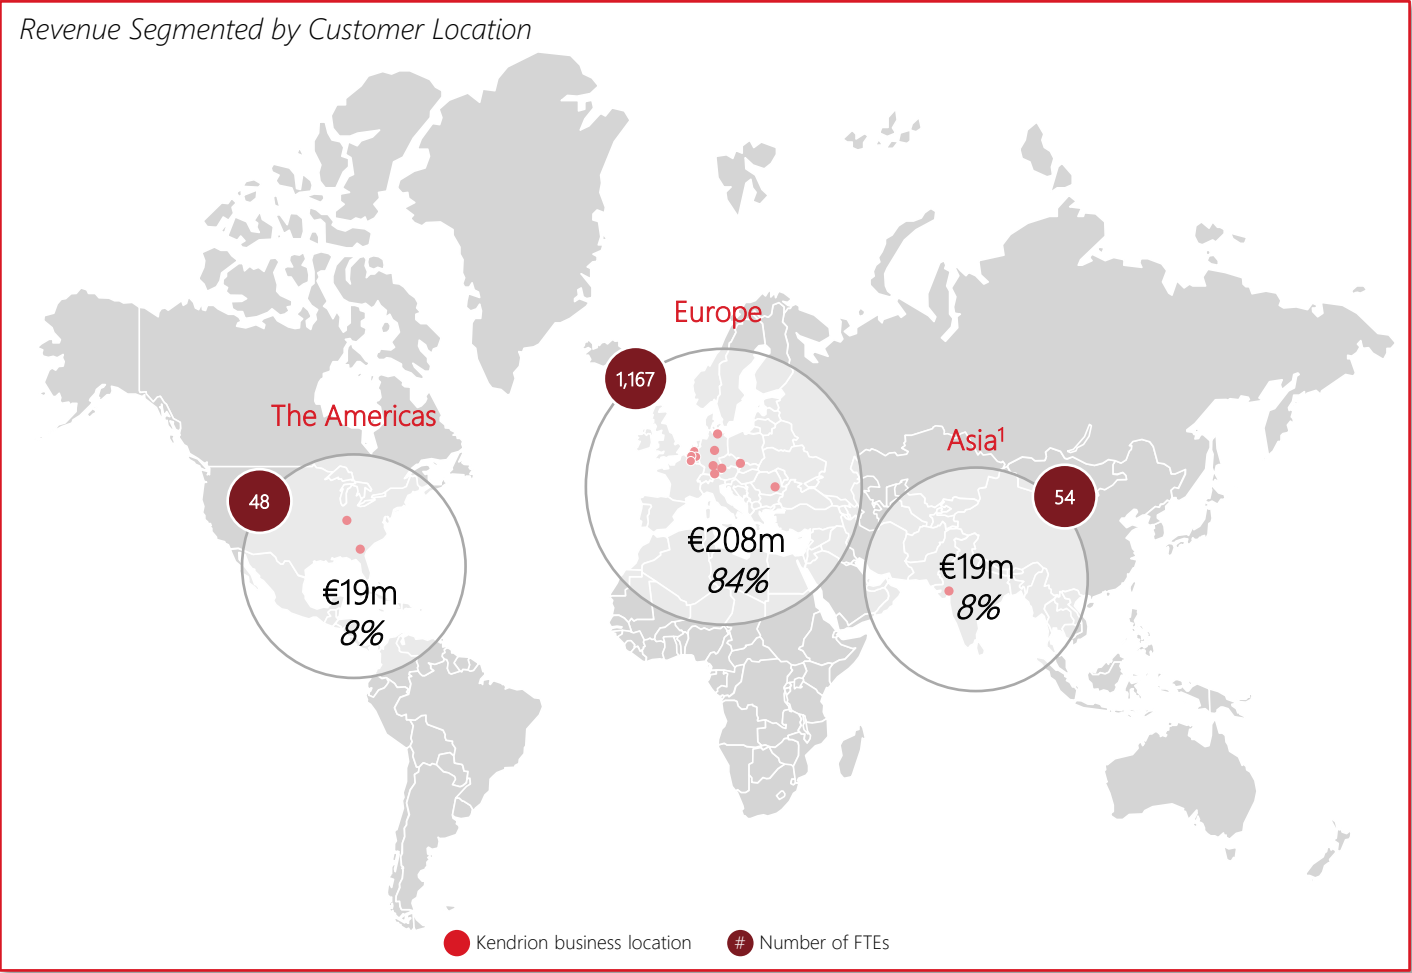 Revenue Segmented by Customer Location
Europe
1,167
The Americas
Asia¹
48
54
€208m
84%
€19m
8%
€19m
8%
Kendrion business location
# Number of FTEs